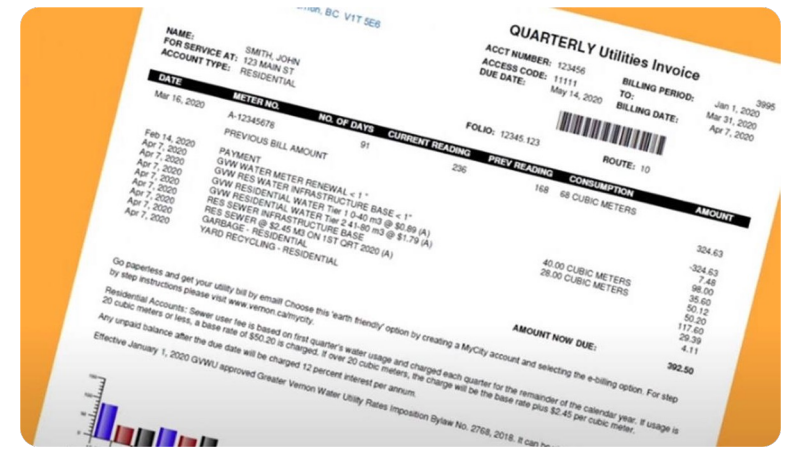 non, BC V1T 5E6
QUARTERLY Utilities Invoice
3995
NAME: SMITH, JOHN
FOR SERVICE AT: 123 MAIN ST
ACCOUNT TYPE: RESIDENTIAL
ACCT NUMBER: 123456
ACCESS CODE: 11111
DUE DATE: May 14, 2020
BILLING PERIOD: Jan 1, 2020
TO: Mar 31, 2020
BILLING DATE: Apr 7, 2020
FOLIO: 12345.123
ROUTE: 10
DATE METER NO. NO. OF DAYS CURRENT READING PREV READING CONSUMPTION AMOUNT
Mar 16, 2020 A-12345678 91 236 168 68 CUBIC METERS
PREVIOUS BILL AMOUNT 324.63
Feb 14, 2020 PAYMENT -324.63
Apr 7, 2020 GVW WATER METER RENEWAL < 1" 7.48
Apr 7, 2020 GVW RES WATER INFRASTRUCTURE BASE < 1" 98.00
Apr 7, 2020 GVW RESIDENTIAL WATER Tier 1 0-40 m3 @ $0.89 (A) 40.00 CUBIC METERS 35.60
Apr 7, 2020 GVW RESIDENTIAL WATER Tier 2 41-80 m3 @ $1.79 (A) 28.00 CUBIC METERS 50.12
Apr 7, 2020 RES SEWER INFRASTRUCTURE BASE 50.20
Apr 7, 2020 RES SEWER @ $2.45 M3 ON 1ST QRT 2020 (A) 117.60
Apr 7, 2020 GARBAGE - RESIDENTIAL 29.39
Apr 7, 2020 YARD RECYCLING - RESIDENTIAL 4.11
AMOUNT NOW DUE: 392.50
Go paperless and get your utility bill by email! Choose this 'earth friendly' option by creating a MyCity account and selecting the e-billing option. For step
by step instructions please visit www.vernon.ca/mycity.
Residential Accounts: Sewer user fee is based on first quarter's water usage and charged each quarter for the remainder of the calendar year. If usage is
20 cubic meters or less, a base rate of $50.20 is charged. If over 20 cubic meters, the charge will be the base rate plus $2.45 per cubic meter.
Any unpaid balance after the due date will be charged 12 percent interest per annum.
Effective January 1, 2020 GVWU approved Greater Vernon Water Utility Rates Imposition Bylaw No. 2768, 2018. It can be